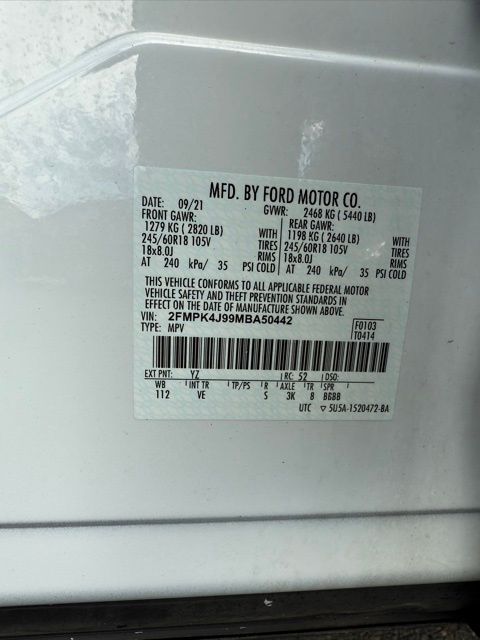 MFD. BY FORD MOTOR CO.
DATE: 09/21 GVWR: 2468 KG ( 5440 LB)
FRONT GAWR: REAR GAWR:
1279 KG ( 2820 LB) WITH 1198 KG ( 2640 LB) WITH
245/60R18 105V TIRES 245/60R18 105V TIRES
18x8.0J RIMS 18x8.0J RIMS
AT 240 kPa/ 35 PSI COLD AT 240 kPa/ 35 PSI COLD
THIS VEHICLE CONFORMS TO ALL APPLICABLE FEDERAL MOTOR
VEHICLE SAFETY AND THEFT PREVENTION STANDARDS IN
EFFECT ON THE DATE OF MANUFACTURE SHOWN ABOVE.
VIN: 2FMPK4J99MBA50442
TYPE: MPV
F0103
T0414
EXT PNT: YZ RC: 52 DSO:
WB INT TR TP/PS R AXLE TR SPR
112 VE S 3K 8 BGBB
UTC ▽ 5U5A-1520472-BA